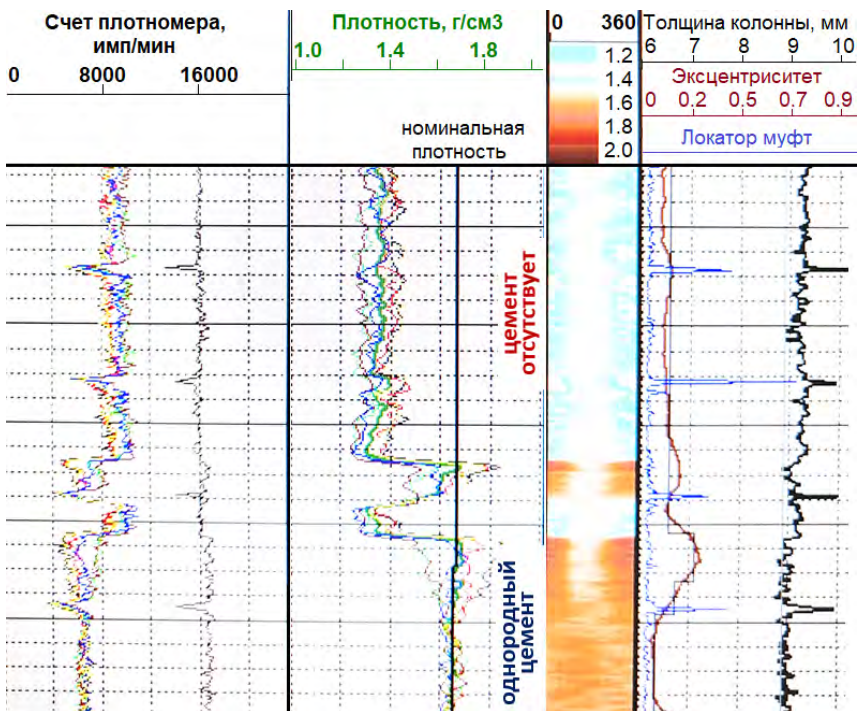 Счет плотномера,
имп/мин
0 8000 16000
Плотность, г/см3
1.0 1.4 1.8
номинальная
плотность
0 360
1.2
1.4
1.6
1.8
2.0
Толщина колонны, мм
6 7 8 9 10
Эксцентриситет
0 0.2 0.5 0.7 0.9
Локатор муфт
цемент
отсутствует
однородный
цемент